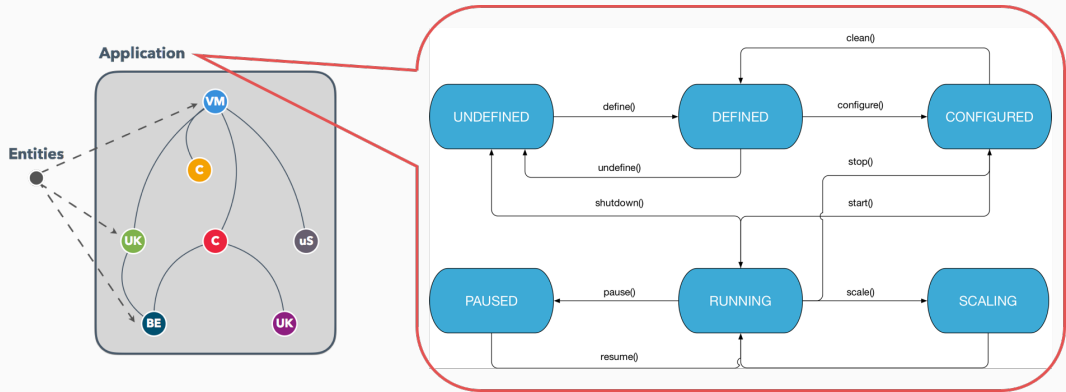 Application
Entities
VM
C
UK
C
uS
BE
UK
clean()
UNDEFINED
define()
DEFINED
configure()
CONFIGURED
undefine()
stop()
shutdown()
start()
PAUSED
pause()
RUNNING
scale()
SCALING
resume()